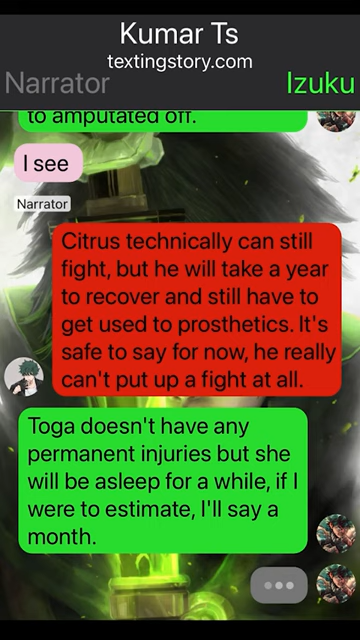 Kumar Ts
textingstory.com
Narrator
Izuku
to amputated off.
I see
Narrator
Citrus technically can still
fight, but he will take a year
to recover and still have to
get used to prosthetics. It's
safe to say for now, he really
can't put up a fight at all.
Toga doesn't have any
permanent injuries but she
will be asleep for a while, if I
were to estimate, I'll say a
month.